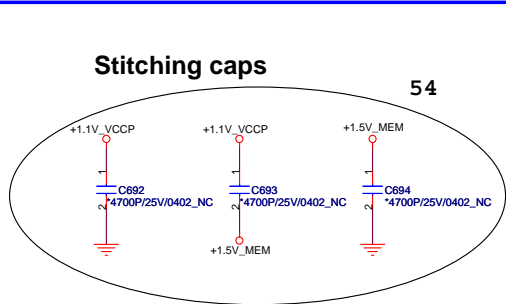 Stitching caps
54
+1.1V_VCCP
+1.1V_VCCP
+1.5V_MEM
1
1
1
C692
C693
C694
*4700P/25V/0402_NC
*4700P/25V/0402_NC
*4700P/25V/0402_NC
2
2
2
+1.5V_MEM